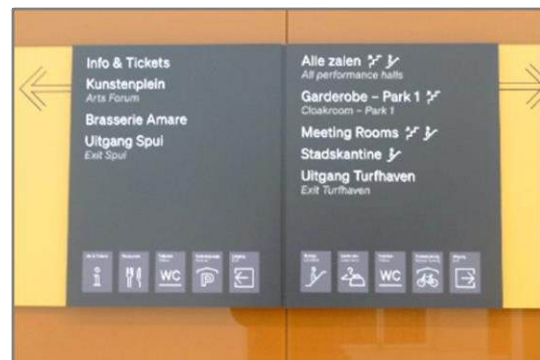 Info & Tickets
Kunstenplein
Arts Forum
Brasserie Amare
Uitgang Spui
Exit Spui
WC
P
Alle zalen
All performance halls
Garderobe – Park 1
Cloakroom – Park 1
Meeting Rooms
Stadskantine
Uitgang Turfhaven
Exit Turfhaven
WC